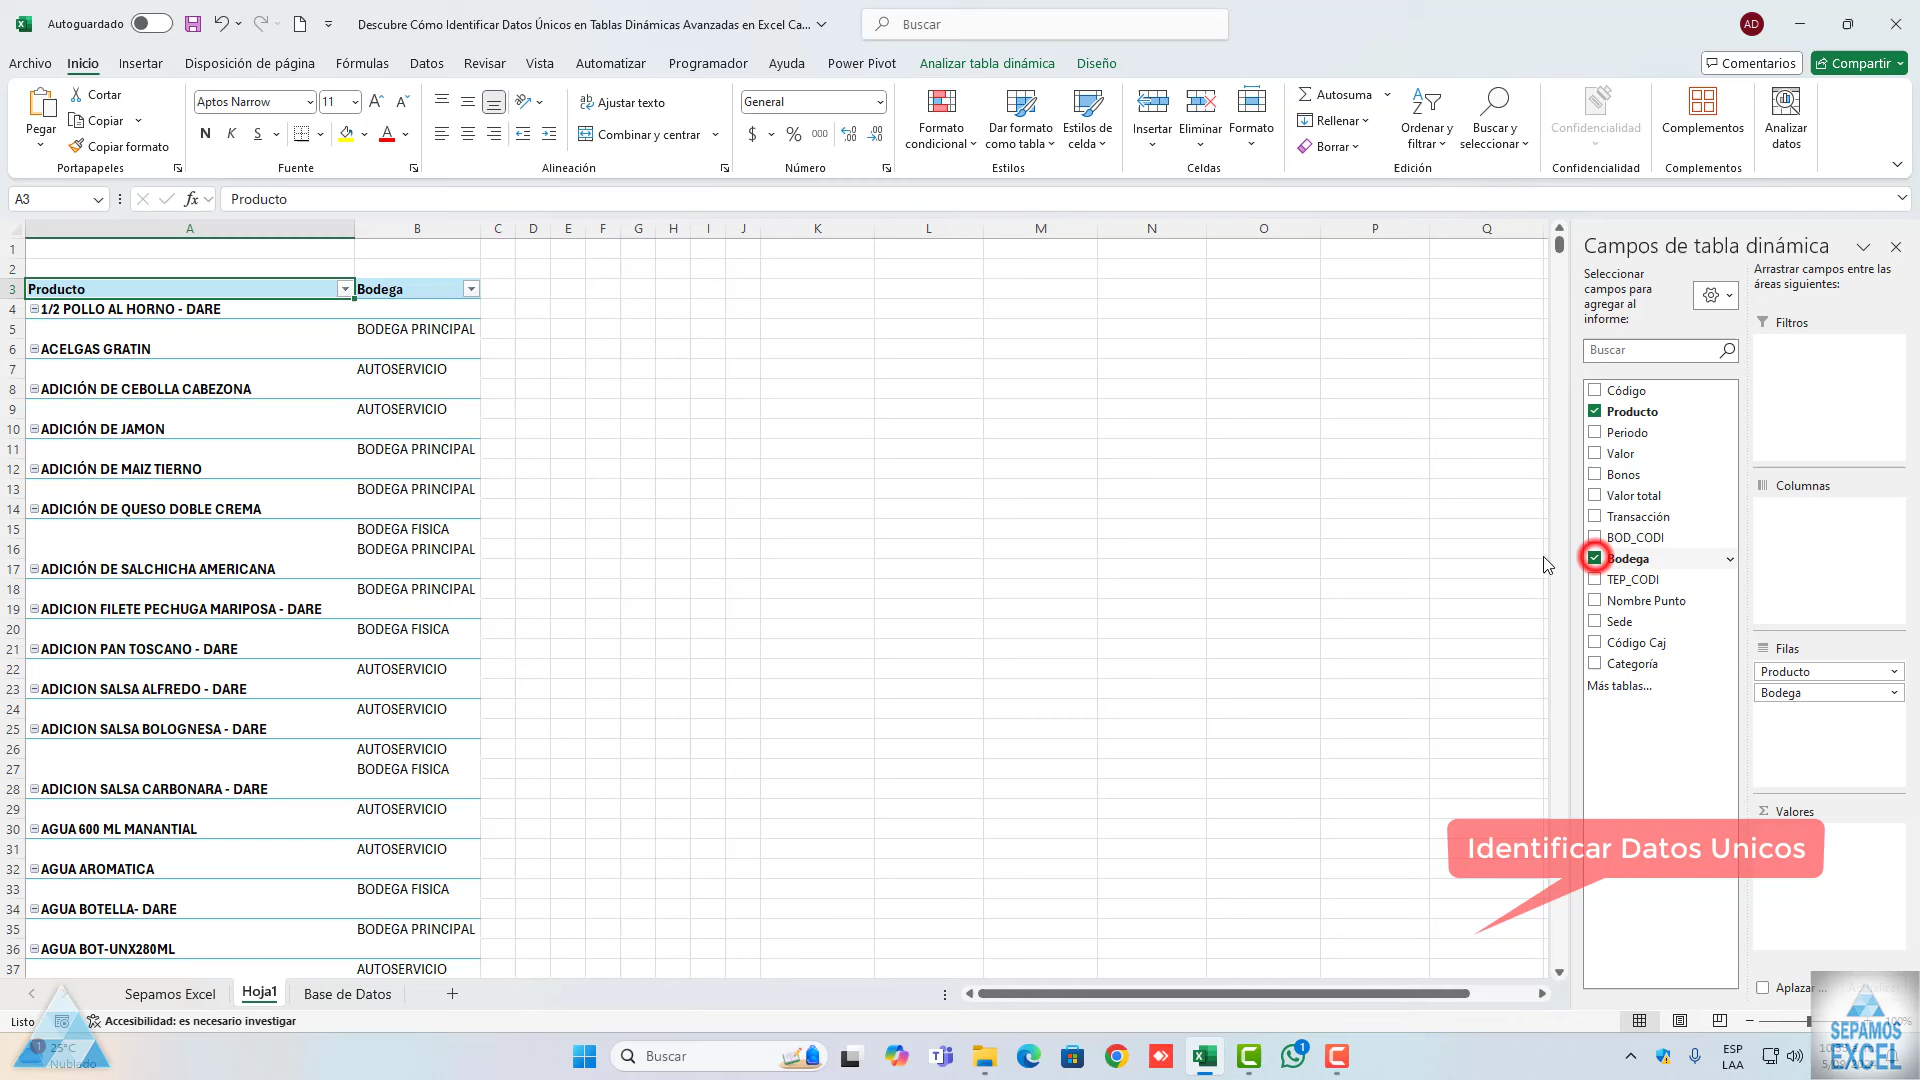 Autoguardado
Descubre Cómo Identificar Datos Únicos en Tablas Dinámicas Avanzadas en Excel Ca...
Buscar
AD
Archivo Inicio Insertar Disposición de página Fórmulas Datos Revisar Vista Automatizar Programador Ayuda Power Pivot Analizar tabla dinámica Diseño
Comentarios
Compartir
Pegar
Cortar
Copiar
Copiar formato
Portapapeles
Aptos Narrow 11
N K S
Fuente
Ajustar texto
Combinar y centrar
Alineación
General
$ % 000
Número
Formato condicional
Dar formato como tabla
Estilos de celda
Estilos
Insertar Eliminar Formato
Celdas
Autosuma
Rellenar
Borrar
Ordenar y filtrar
Buscar y seleccionar
Edición
Confidencialidad
Confidencialidad
Complementos
Complementos
Analizar datos
A3 fx Producto
A B C D E F G H I J K L M N O P Q
1
2
3 Producto Bodega
4 1/2 POLLO AL HORNO - DARE
5 BODEGA PRINCIPAL
6 ACELGAS GRATIN
7 AUTOSERVICIO
8 ADICIÓN DE CEBOLLA CABEZONA
9 AUTOSERVICIO
10 ADICIÓN DE JAMON
11 BODEGA PRINCIPAL
12 ADICIÓN DE MAIZ TIERNO
13 BODEGA PRINCIPAL
14 ADICIÓN DE QUESO DOBLE CREMA
15 BODEGA FISICA
16 BODEGA PRINCIPAL
17 ADICIÓN DE SALCHICHA AMERICANA
18 BODEGA PRINCIPAL
19 ADICION FILETE PECHUGA MARIPOSA - DARE
20 BODEGA FISICA
21 ADICION PAN TOSCANO - DARE
22 AUTOSERVICIO
23 ADICION SALSA ALFREDO - DARE
24 AUTOSERVICIO
25 ADICION SALSA BOLOGNESA - DARE
26 AUTOSERVICIO
27 BODEGA FISICA
28 ADICION SALSA CARBONARA - DARE
29 AUTOSERVICIO
30 AGUA 600 ML MANANTIAL
31 AUTOSERVICIO
32 AGUA AROMATICA
33 BODEGA FISICA
34 AGUA BOTELLA- DARE
35 BODEGA PRINCIPAL
36 AGUA BOT-UNX280ML
37 AUTOSERVICIO
Campos de tabla dinámica
Seleccionar
campos para
agregar al
informe:
Buscar
Código
Producto
Periodo
Valor
Bonos
Valor total
Transacción
BOD_CODI
Bodega
TEP_CODI
Nombre Punto
Sede
Código Caj
Categoría
Más tablas...
Arrastrar campos entre las
áreas siguientes:
Filtros
Columnas
Filas
Producto
Bodega
Σ Valores
Identificar Datos Unicos
Aplazar ...
Sepamos Excel Hoja1 Base de Datos
Listo Accesibilidad: es necesario investigar
1
25°C
Nublado
Buscar
1
ESP
LAA
SEPAMOS
EXCEL